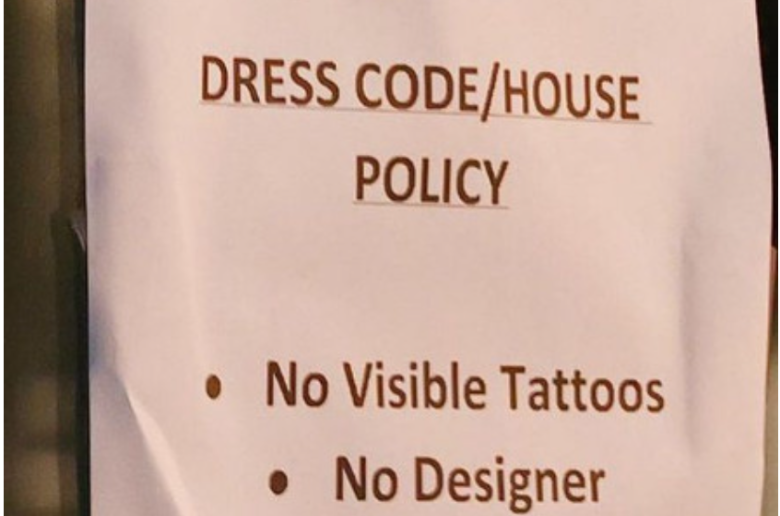 DRESS CODE/HOUSE
POLICY
• No Visible Tattoos
• No Designer